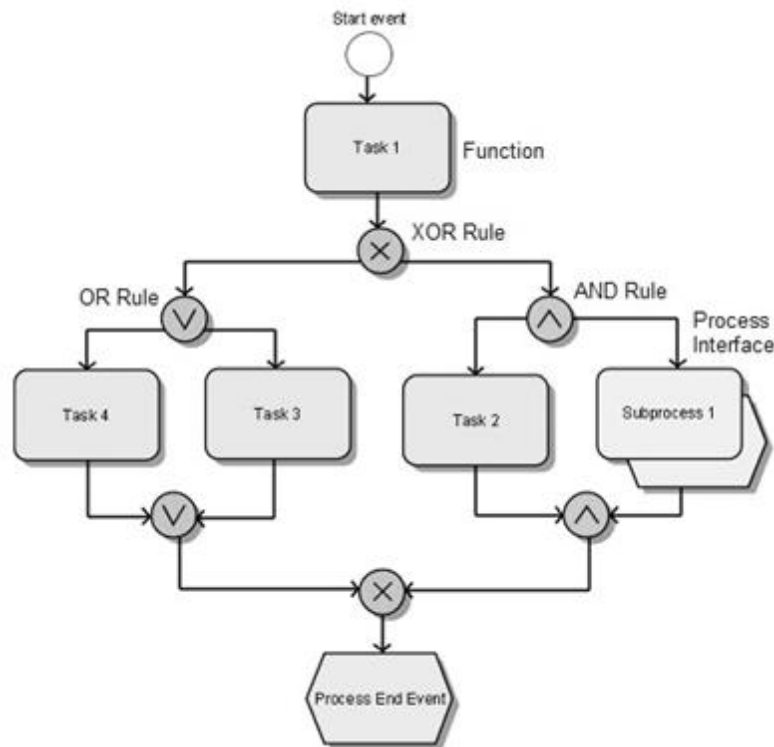 Start event
Task 1
Function
XOR Rule
OR Rule
AND Rule
Process
Interface
Task 4
Task 3
Task 2
Subprocess 1
Process End Event